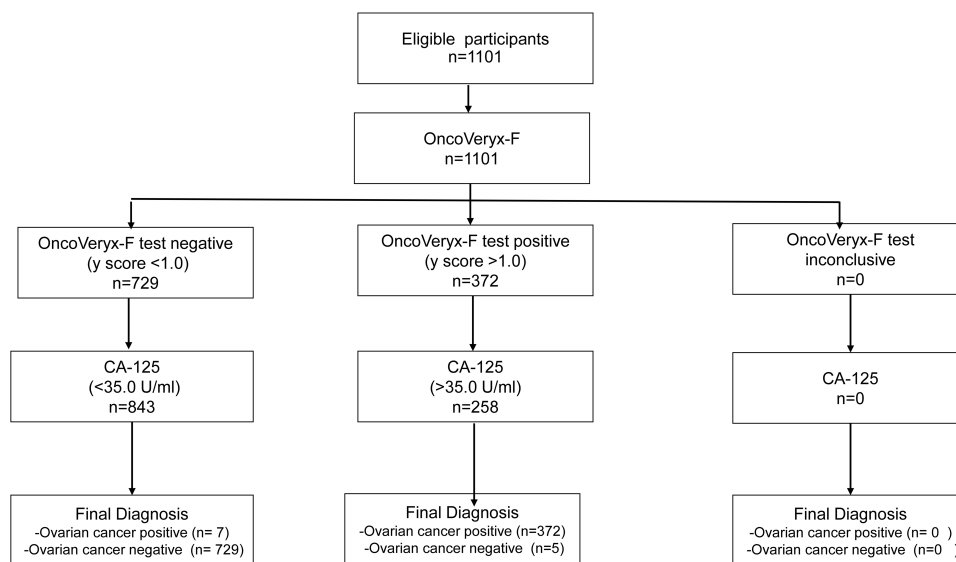 Eligible participants
n=1101
OncoVeryx-F
n=1101
OncoVeryx-F test negative
(y score <1.0)
n=729
OncoVeryx-F test positive
(y score >1.0)
n=372
OncoVeryx-F test
inconclusive
n=0
CA-125
(<35.0 U/ml)
n=843
CA-125
(>35.0 U/ml)
n=258
CA-125
n=0
Final Diagnosis
-Ovarian cancer positive (n= 7)
-Ovarian cancer negative (n= 729)
Final Diagnosis
-Ovarian cancer positive (n=372)
-Ovarian cancer negative (n=5)
Final Diagnosis
-Ovarian cancer positive (n= 0 )
-Ovarian cancer negative (n=0 )